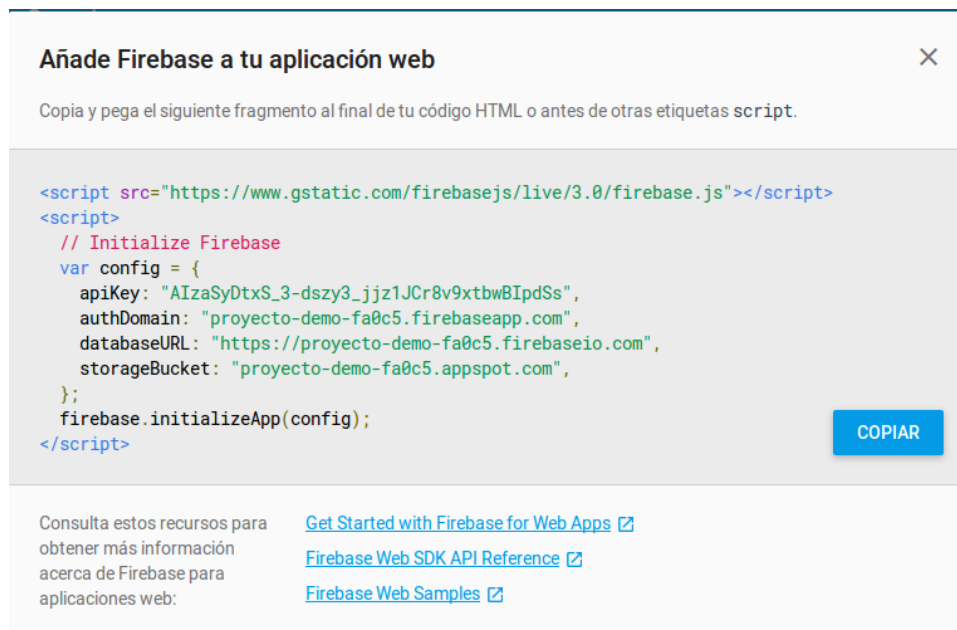 Añade Firebase a tu aplicación web
Copia y pega el siguiente fragmento al final de tu código HTML o antes de otras etiquetas script.
<script src="https://www.gstatic.com/firebasejs/live/3.0/firebase.js"></script>
<script>
  // Initialize Firebase
  var config = {
    apiKey: "AIzaSyDtxS_3-dszy3_jjz1JCr8v9xtbwBIpdSs",
    authDomain: "proyecto-demo-fa0c5.firebaseapp.com",
    databaseURL: "https://proyecto-demo-fa0c5.firebaseio.com",
    storageBucket: "proyecto-demo-fa0c5.appspot.com",
  };
  firebase.initializeApp(config);
</script>
COPIAR
Consulta estos recursos para
obtener más información
acerca de Firebase para
aplicaciones web:
Get Started with Firebase for Web Apps
Firebase Web SDK API Reference
Firebase Web Samples